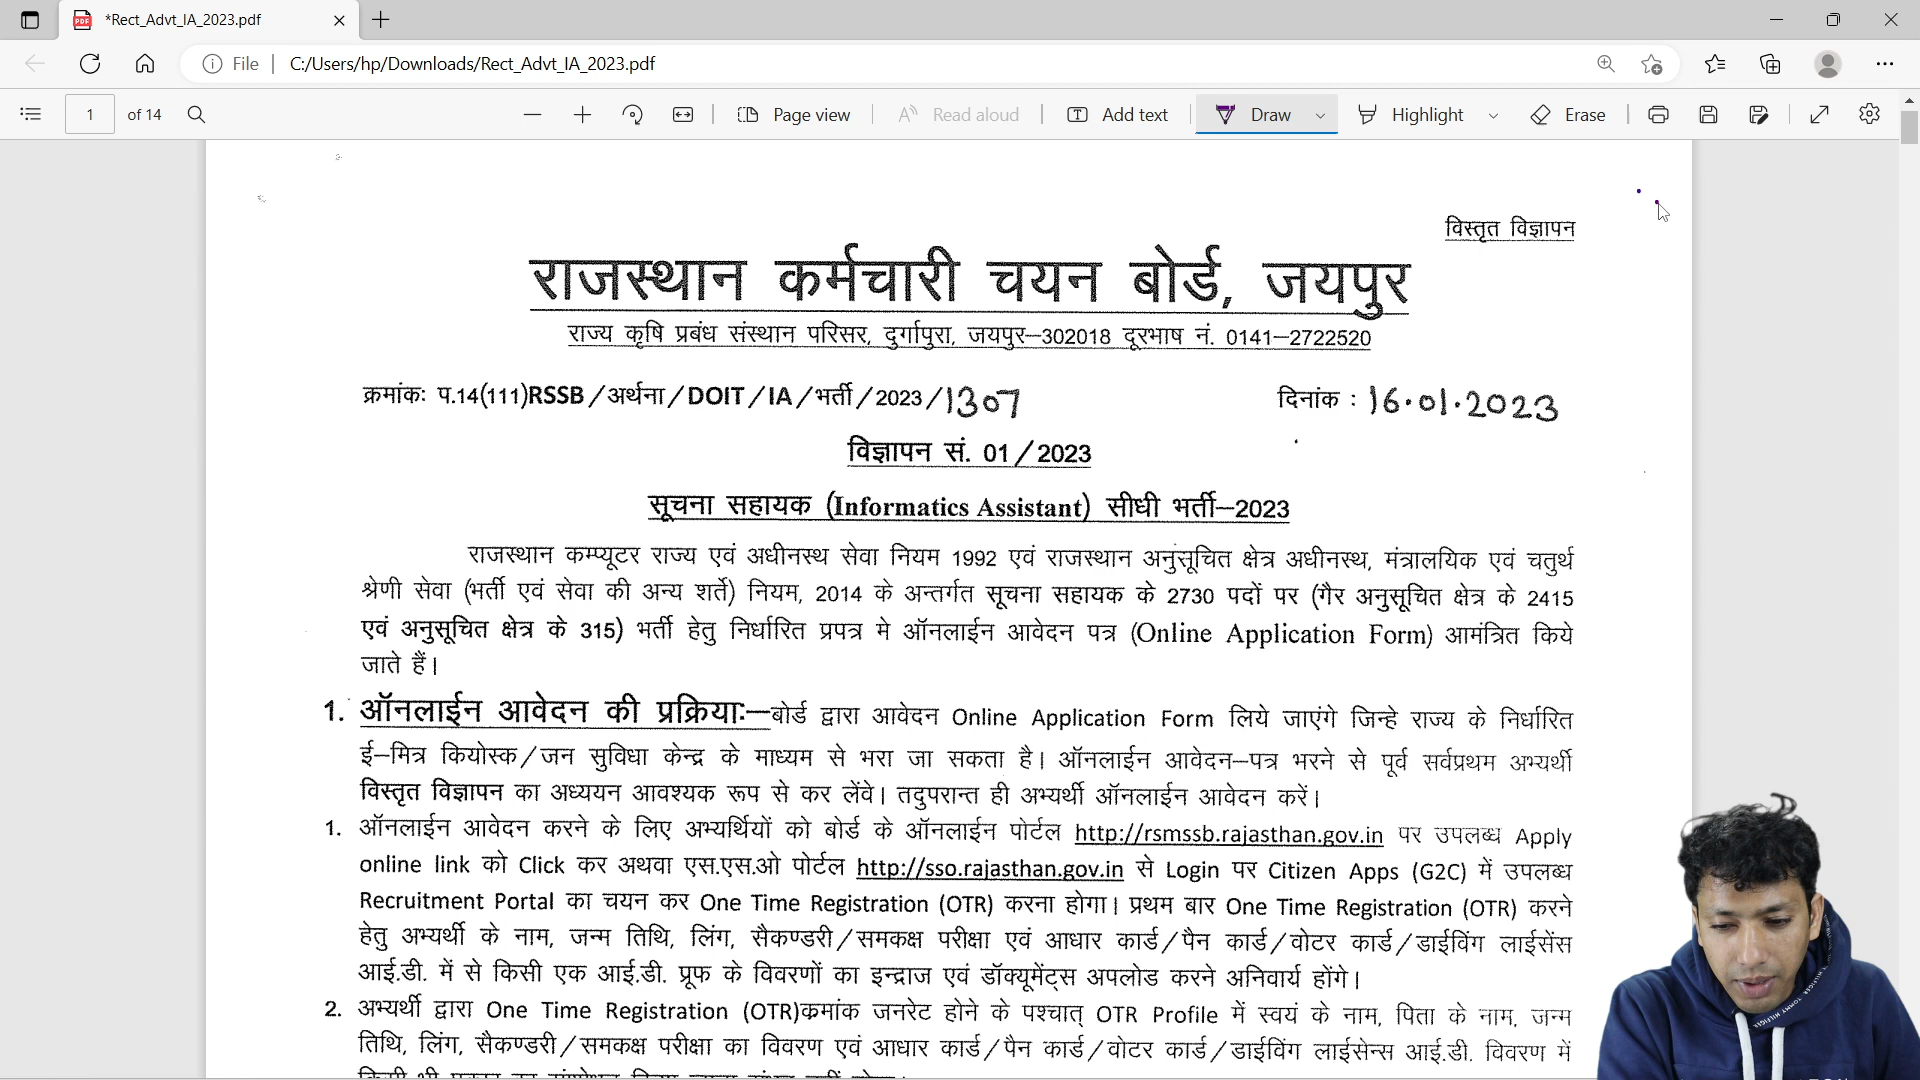 *Rect_Advt_IA_2023.pdf
File
C:/Users/hp/Downloads/Rect_Advt_IA_2023.pdf
1 of 14 Page view Read aloud Add text Draw Highlight Erase
विस्तृत विज्ञापन
राजस्थान कर्मचारी चयन बोर्ड, जयपुर
राज्य कृषि प्रबंध संस्थान परिसर, दुर्गापुरा, जयपुर–302018 दूरभाष नं. 0141–2722520
क्रमांकः प.14(111)RSSB/अर्थना/DOIT/IA/भर्ती/2023/1307 दिनांक : 16.01.2023
विज्ञापन सं. 01/2023
सूचना सहायक (Informatics Assistant) सीधी भर्ती–2023
राजस्थान कम्प्यूटर राज्य एवं अधीनस्थ सेवा नियम 1992 एवं राजस्थान अनुसूचित क्षेत्र अधीनस्थ, मंत्रालयिक एवं चतुर्थ
श्रेणी सेवा (भर्ती एवं सेवा की अन्य शर्ते) नियम, 2014 के अन्तर्गत सूचना सहायक के 2730 पदों पर (गैर अनुसूचित क्षेत्र के 2415
एवं अनुसूचित क्षेत्र के 315) भर्ती हेतु निर्धारित प्रपत्र मे ऑनलाईन आवेदन पत्र (Online Application Form) आमंत्रित किये
जाते हैं।
1. ऑनलाईन आवेदन की प्रक्रियाः–बोर्ड द्वारा आवेदन Online Application Form लिये जाएंगे जिन्हे राज्य के निर्धारित
ई–मित्र कियोस्क/जन सुविधा केन्द्र के माध्यम से भरा जा सकता है। ऑनलाईन आवेदन–पत्र भरने से पूर्व सर्वप्रथम अभ्यर्थी
विस्तृत विज्ञापन का अध्ययन आवश्यक रूप से कर लेंवे। तदुपरान्त ही अभ्यर्थी ऑनलाईन आवेदन करें।
1. ऑनलाईन आवेदन करने के लिए अभ्यर्थियों को बोर्ड के ऑनलाईन पोर्टल http://rsmssb.rajasthan.gov.in पर उपलब्ध Apply
online link को Click कर अथवा एस.एस.ओ पोर्टल http://sso.rajasthan.gov.in से Login पर Citizen Apps (G2C) में उपलब्ध
Recruitment Portal का चयन कर One Time Registration (OTR) करना होगा। प्रथम बार One Time Registration (OTR) करने
हेतु अभ्यर्थी के नाम, जन्म तिथि, लिंग, सैकण्डरी/समकक्ष परीक्षा एवं आधार कार्ड/पैन कार्ड/वोटर कार्ड/डाईविंग लाईसेंस
आई.डी. में से किसी एक आई.डी. प्रूफ के विवरणों का इन्द्राज एवं डॉक्यूमेंट्स अपलोड करने अनिवार्य होंगे।
2. अभ्यर्थी द्वारा One Time Registration (OTR)कमांक जनरेट होने के पश्चात् OTR Profile में स्वयं के नाम, पिता के नाम, जन्म
तिथि, लिंग, सैकण्डरी/समकक्ष परीक्षा का विवरण एवं आधार कार्ड/पैन कार्ड/वोटर कार्ड/डाईविंग लाईसेन्स आई.डी. विवरण में